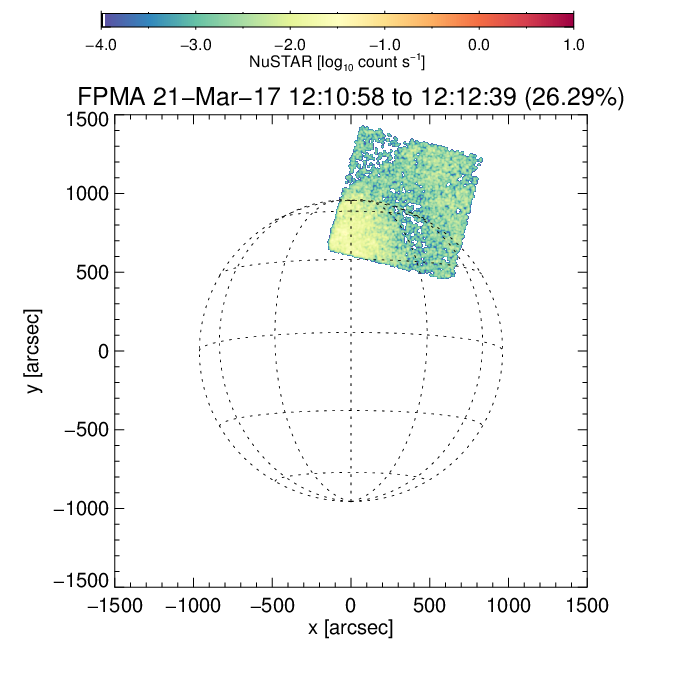 −4.0 −3.0 −2.0 −1.0 0.0 1.0
NuSTAR [log₁₀ count s⁻¹]
FPMA 21−Mar−17 12:10:58 to 12:12:39 (26.29%)
1500
1000
500
0
−500
−1000
−1500
y [arcsec]
−1500 −1000 −500 0 500 1000 1500
x [arcsec]